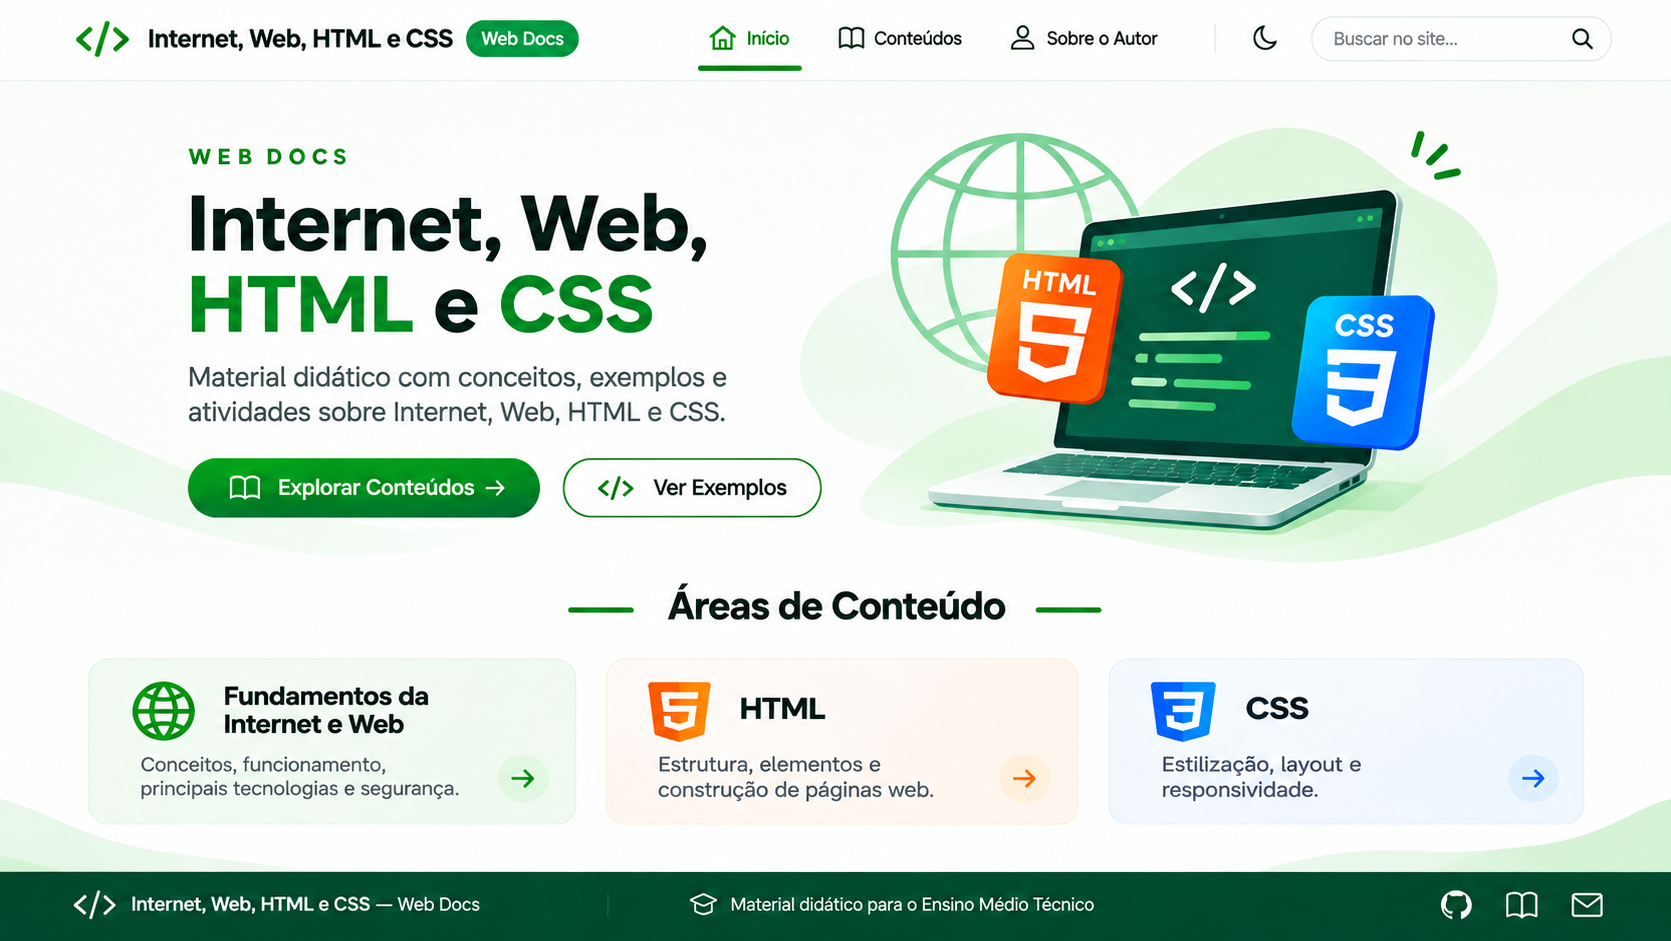 </> Internet, Web, HTML e CSS Web Docs Início Conteúdos Sobre o Autor Buscar no site...
WEB DOCS
Internet, Web,
HTML e CSS
Material didático com conceitos, exemplos e
atividades sobre Internet, Web, HTML e CSS.
Explorar Conteúdos →
</> Ver Exemplos
HTML
5
</>
CSS
3
Áreas de Conteúdo
Fundamentos da
Internet e Web
Conceitos, funcionamento,
principais tecnologias e segurança.
→
5 HTML
Estrutura, elementos e
construção de páginas web.
→
3 CSS
Estilização, layout e
responsividade.
→
</> Internet, Web, HTML e CSS — Web Docs
Material didático para o Ensino Médio Técnico